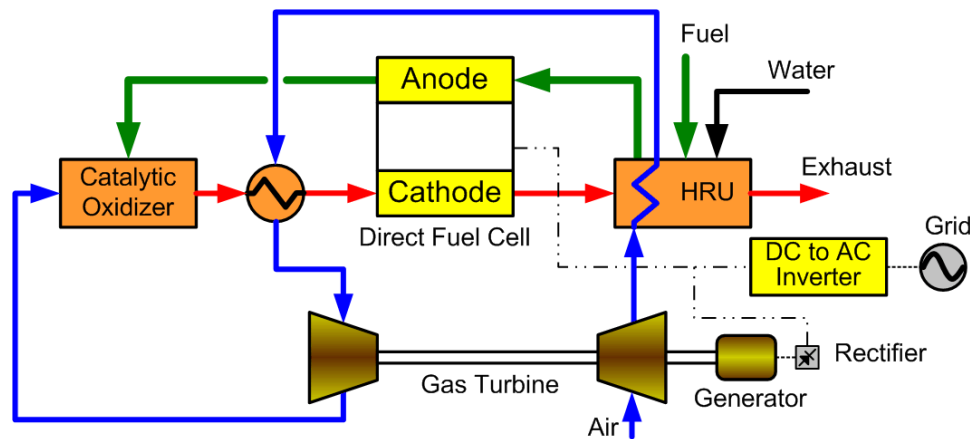 Fuel
Water
Anode
Catalytic
Oxidizer
Cathode
HRU
Exhaust
Direct Fuel Cell
Grid
DC to AC
Inverter
Rectifier
Gas Turbine
Generator
Air